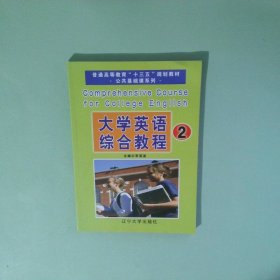 普通高等教育“十三五”规划教材
·公共基础课系列·
Comprehensive Course
for College English
大学英语
综合教程 2
辽宁大学出版社